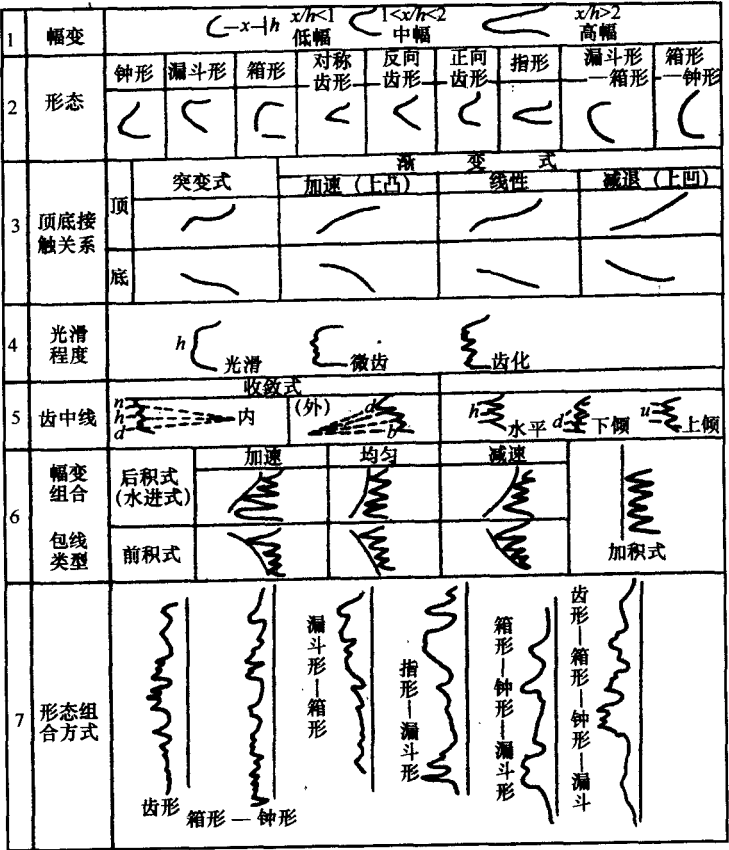 1 幅变 x h x/h<1 低幅 1<x/h<2 中幅 x/h>2 高幅
2 形态 钟形 漏斗形 箱形 对称齿形 反向齿形 正向齿形 指形 漏斗形—箱形 箱形—钟形
3 顶底接触关系
突变式 渐变式
加速（上凸） 线性 减退（上凹）
顶
底
4 光滑程度 h 光滑 微齿 齿化
5 齿中线 收敛式
n
h
d
内 (外) d b h 水平 d 下倾 u 上倾
6 幅变组合包线类型
加速 均匀 减速
后积式(水进式)
前积式
加积式
7 形态组合方式
齿形
箱形 — 钟形
漏斗形—箱形
指形—漏斗形
箱形—钟形—漏斗形
齿形—箱形—钟形—漏斗